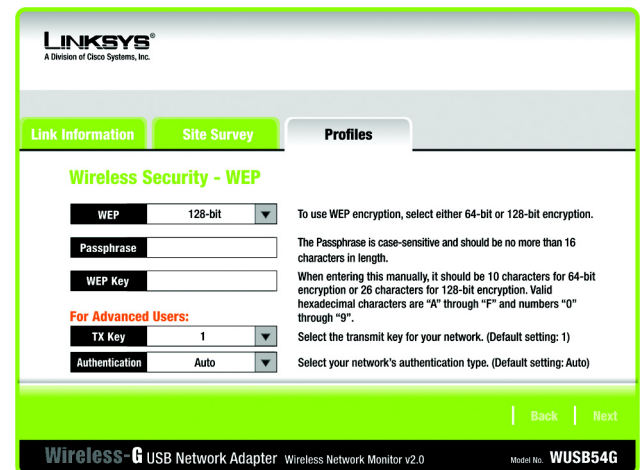 LINKSYS®
A Division of Cisco Systems, Inc.
Link Information
Site Survey
Profiles
Wireless Security - WEP
WEP
128-bit
To use WEP encryption, select either 64-bit or 128-bit encryption.
Passphrase
The Passphrase is case-sensitive and should be no more than 16
characters in length.
WEP Key
When entering this manually, it should be 10 characters for 64-bit
encryption or 26 characters for 128-bit encryption. Valid
hexadecimal characters are “A” through “F” and numbers “0”
through “9”.
For Advanced Users:
TX Key
1
Select the transmit key for your network. (Default setting: 1)
Authentication
Auto
Select your network’s authentication type. (Default setting: Auto)
Back
Next
Wireless-G USB Network Adapter Wireless Network Monitor v2.0
Model No. WUSB54G